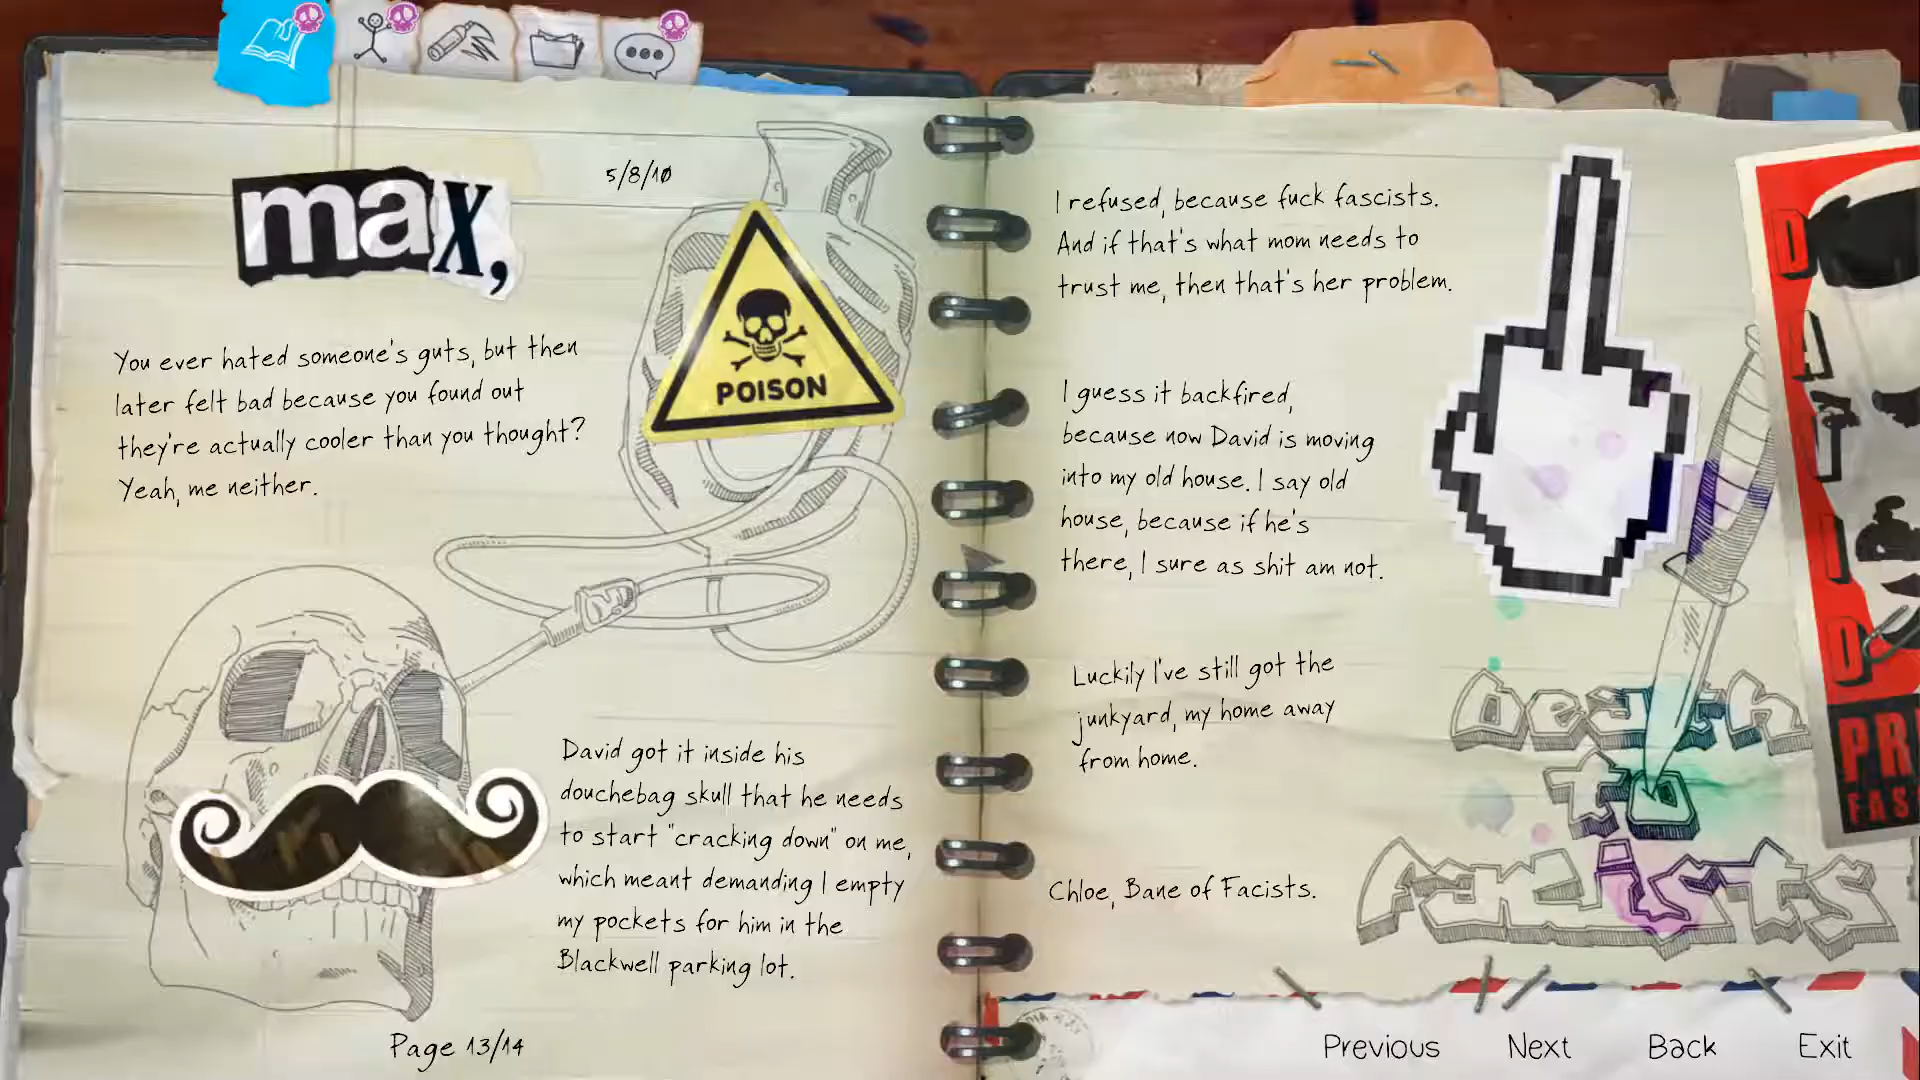 max,
5/8/10
POISON
You ever hated someone's guts, but then
later felt bad because you found out
they're actually cooler than you thought?
Yeah, me neither.
David got it inside his
douchebag skull that he needs
to start "cracking down" on me,
which meant demanding I empty
my pockets for him in the
Blackwell parking lot.
Page 13/14
I refused, because fuck fascists.
And if that's what mom needs to
trust me, then that's her problem.
I guess it backfired,
because now David is moving
into my old house. I say old
house, because if he's
there, I sure as shit am not.
Luckily I've still got the
junkyard, my home away
from home.
Chloe, Bane of Facists.
Death
to
Fascists
DAVID
PRI
FAS
Previous Next Back Exit